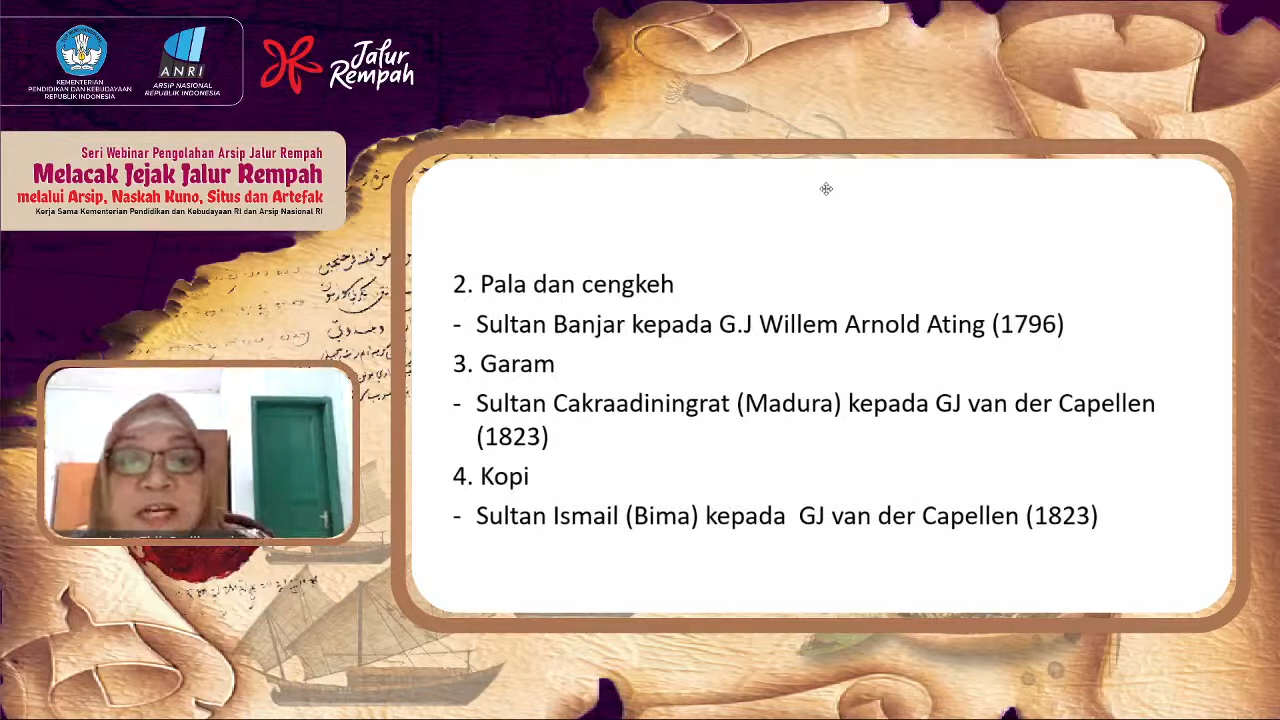 KEMENTERIAN
PENDIDIKAN DAN KEBUDAYAAN
REPUBLIK INDONESIA
ANRI
ARSIP NASIONAL
REPUBLIK INDONESIA
Jalur
Rempah
Seri Webinar Pengolahan Arsip Jalur Rempah
Melacak Jejak Jalur Rempah
melalui Arsip, Naskah Kuno, Situs dan Artefak
Kerja Sama Kementerian Pendidikan dan Kebudayaan RI dan Arsip Nasional RI
2. Pala dan cengkeh
- Sultan Banjar kepada G.J Willem Arnold Ating (1796)
3. Garam
- Sultan Cakraadiningrat (Madura) kepada GJ van der Capellen
(1823)
4. Kopi
- Sultan Ismail (Bima) kepada GJ van der Capellen (1823)